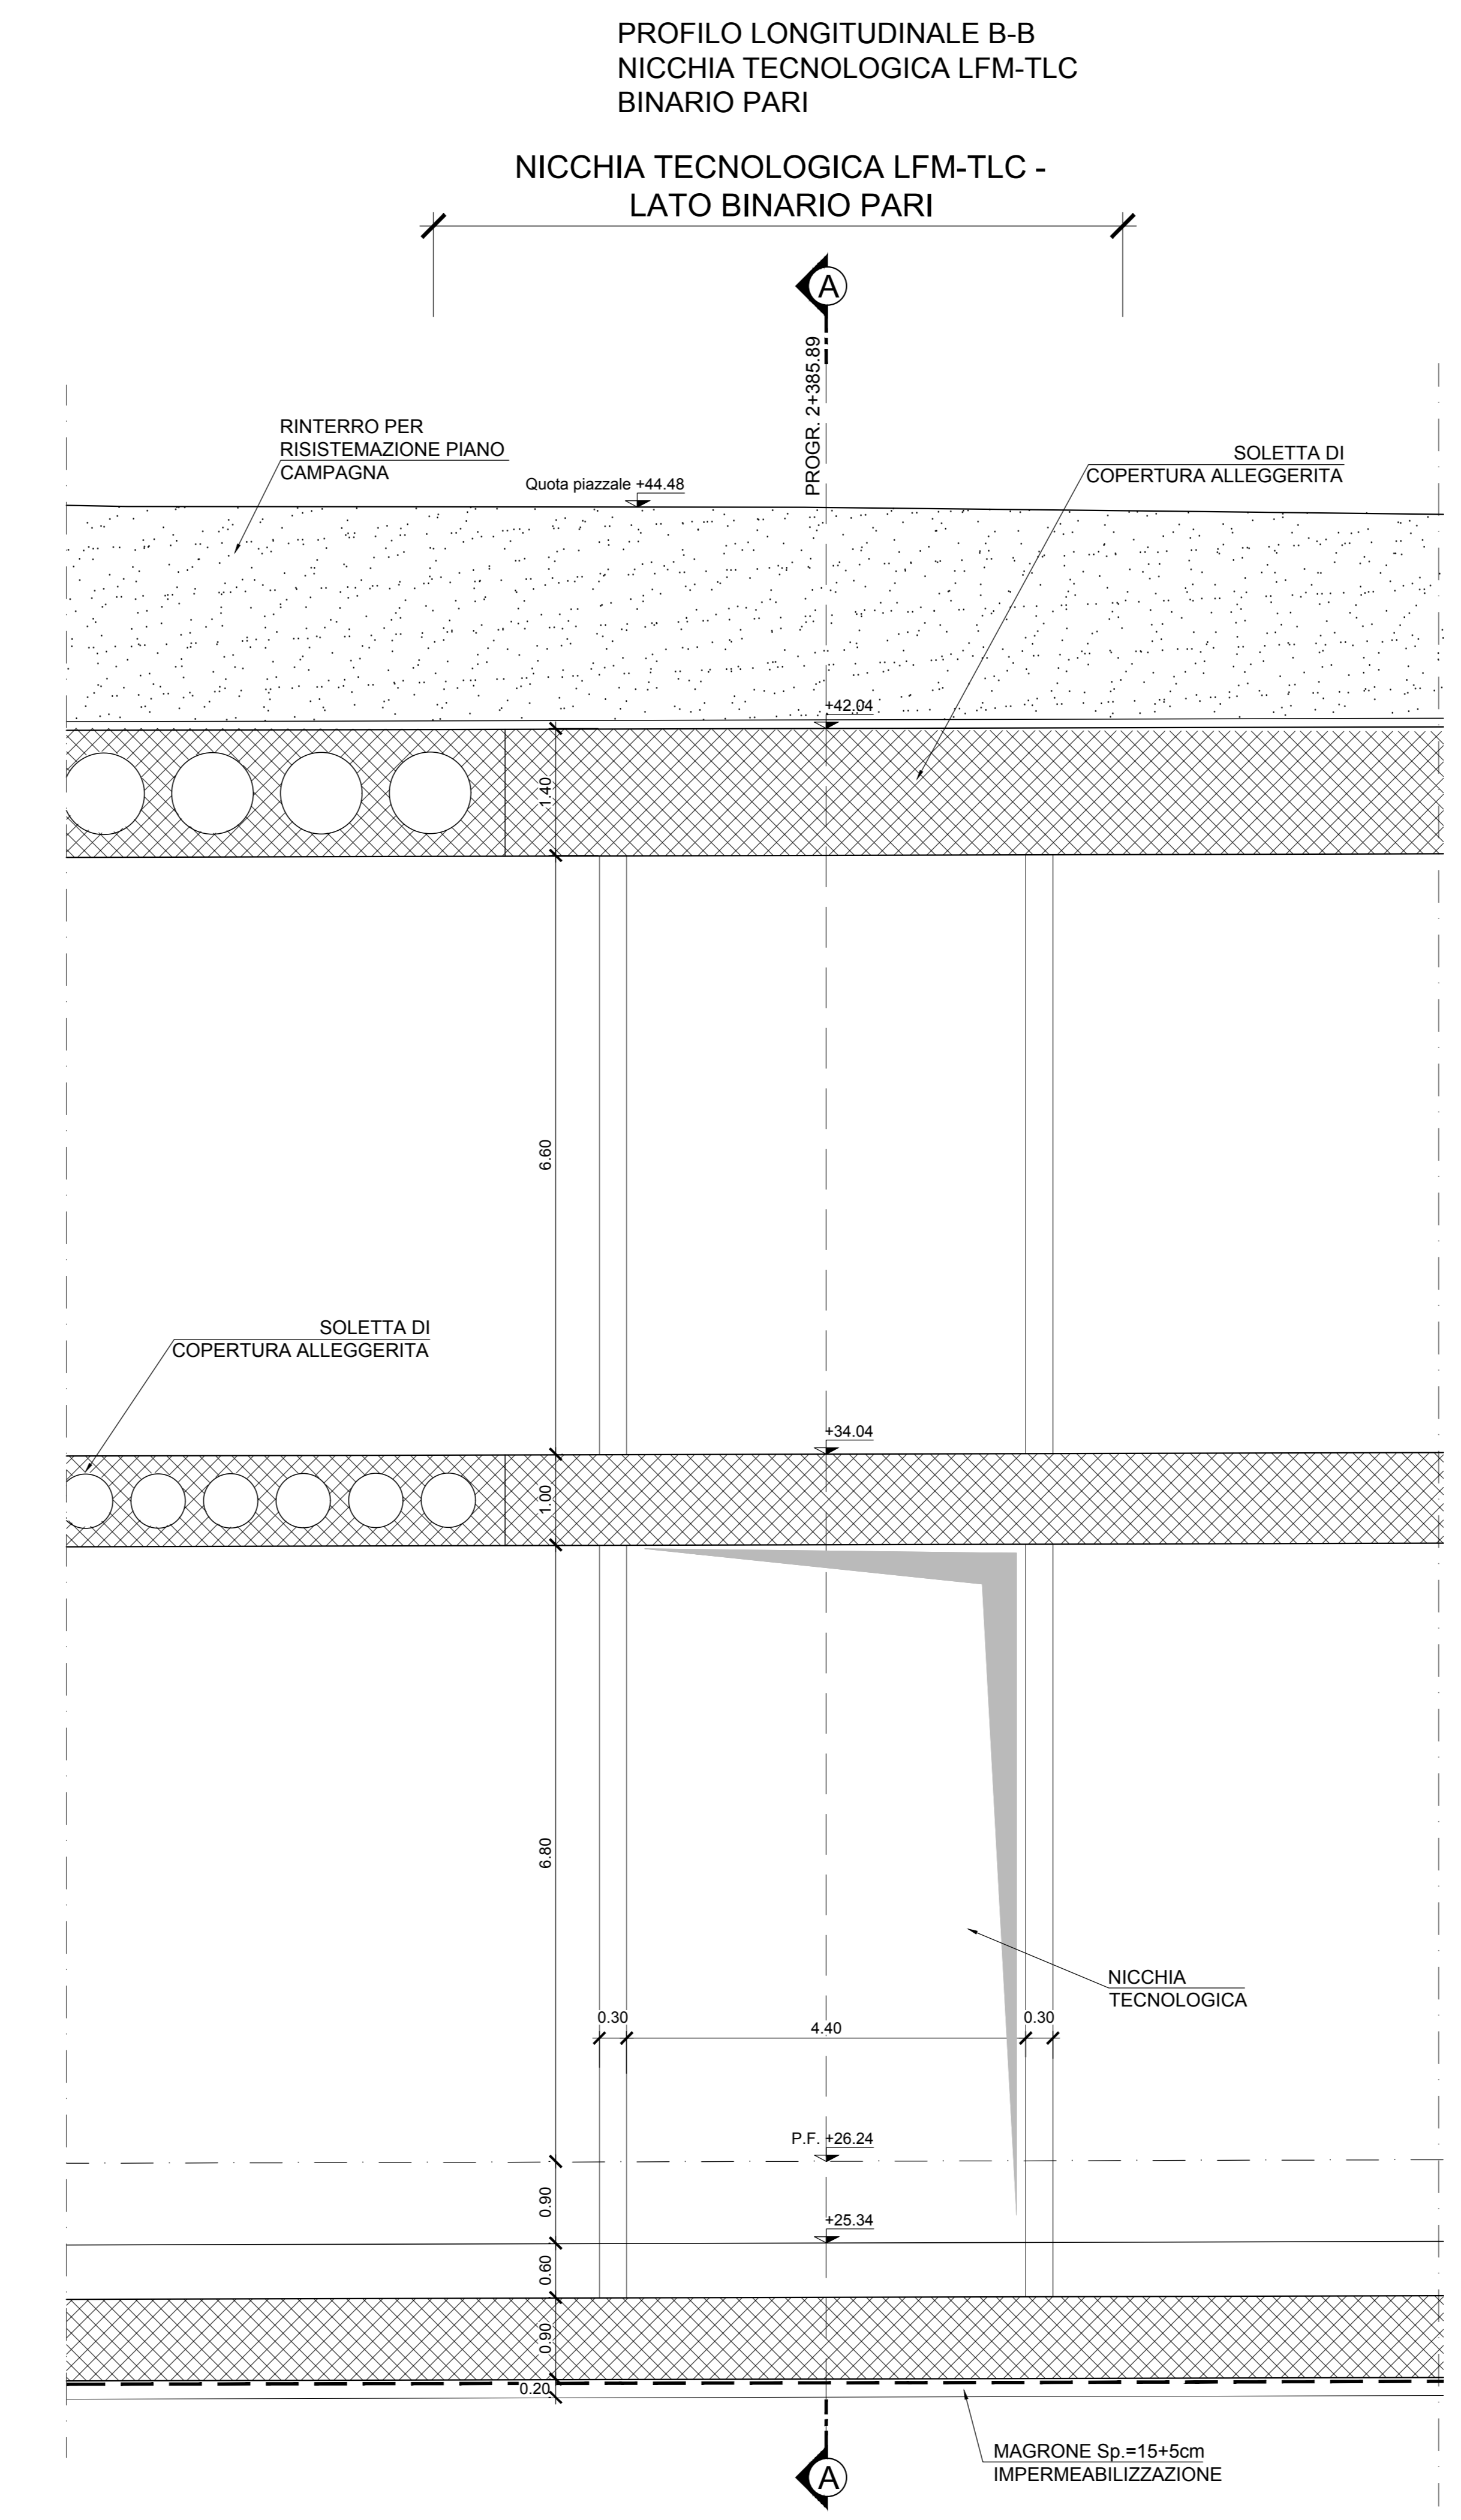 PROFILO LONGITUDINALE B-B
NICCHIA TECNOLOGICA LFM-TLC
BINARIO PARI
NICCHIA TECNOLOGICA LFM-TLC -
LATO BINARIO PARI
A
PROGR. 2+385.89
RINTERRO PER
RISISTEMAZIONE PIANO
CAMPAGNA
SOLETTA DI
COPERTURA ALLEGGERITA
Quota piazzale +44.48
+42.04
1.40
6.60
SOLETTA DI
COPERTURA ALLEGGERITA
+34.04
1.00
6.80
NICCHIA
TECNOLOGICA
0.30
4.40
0.30
P.F. +26.24
0.90
+25.34
0.60
0.90
0.20
MAGRONE Sp.=15+5cm
IMPERMEABILIZZAZIONE
A